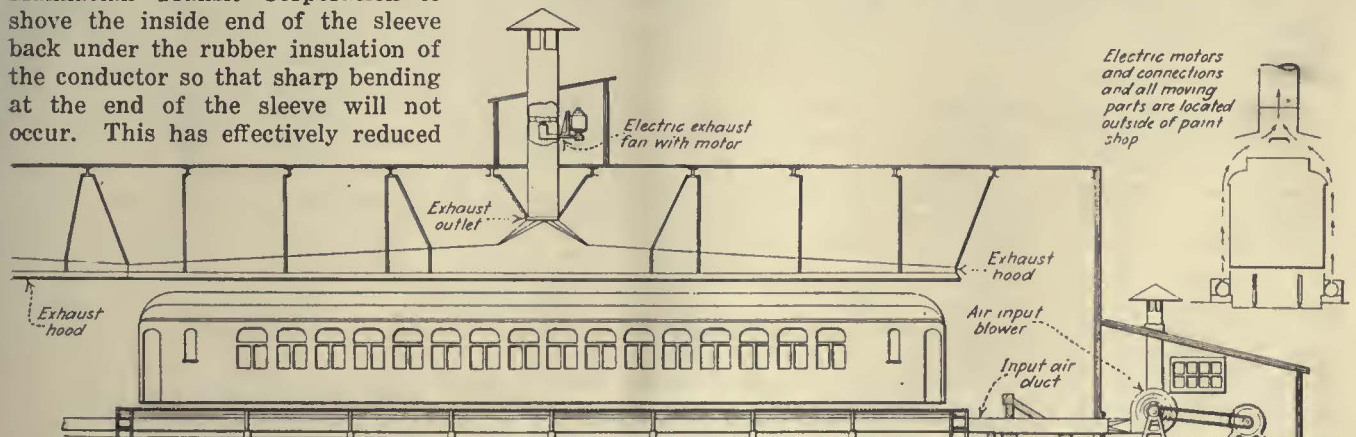 shove the inside end of the sleeve
back under the rubber insulation of
the conductor so that sharp bending
at the end of the sleeve will not
occur. This has effectively reduced
Electric exhaust
fan with motor
Electric motors
and connections
and all moving
parts are located
outside of paint
shop
Exhaust
outlet
Exhaust
hood
Exhaust
hood
Air input
blower
Input air
duct